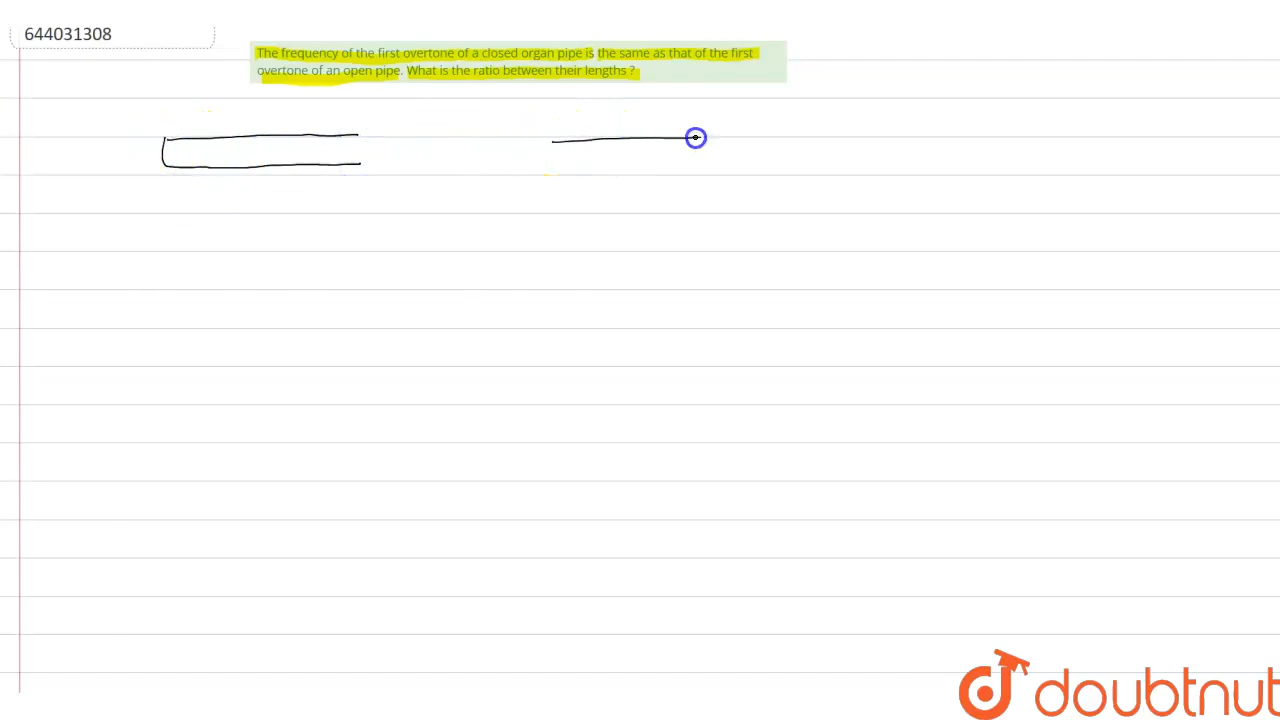 644031308
The frequency of the first overtone of a closed organ pipe is the same as that of the first
overtone of an open pipe. What is the ratio between their lengths ?
doubtnut